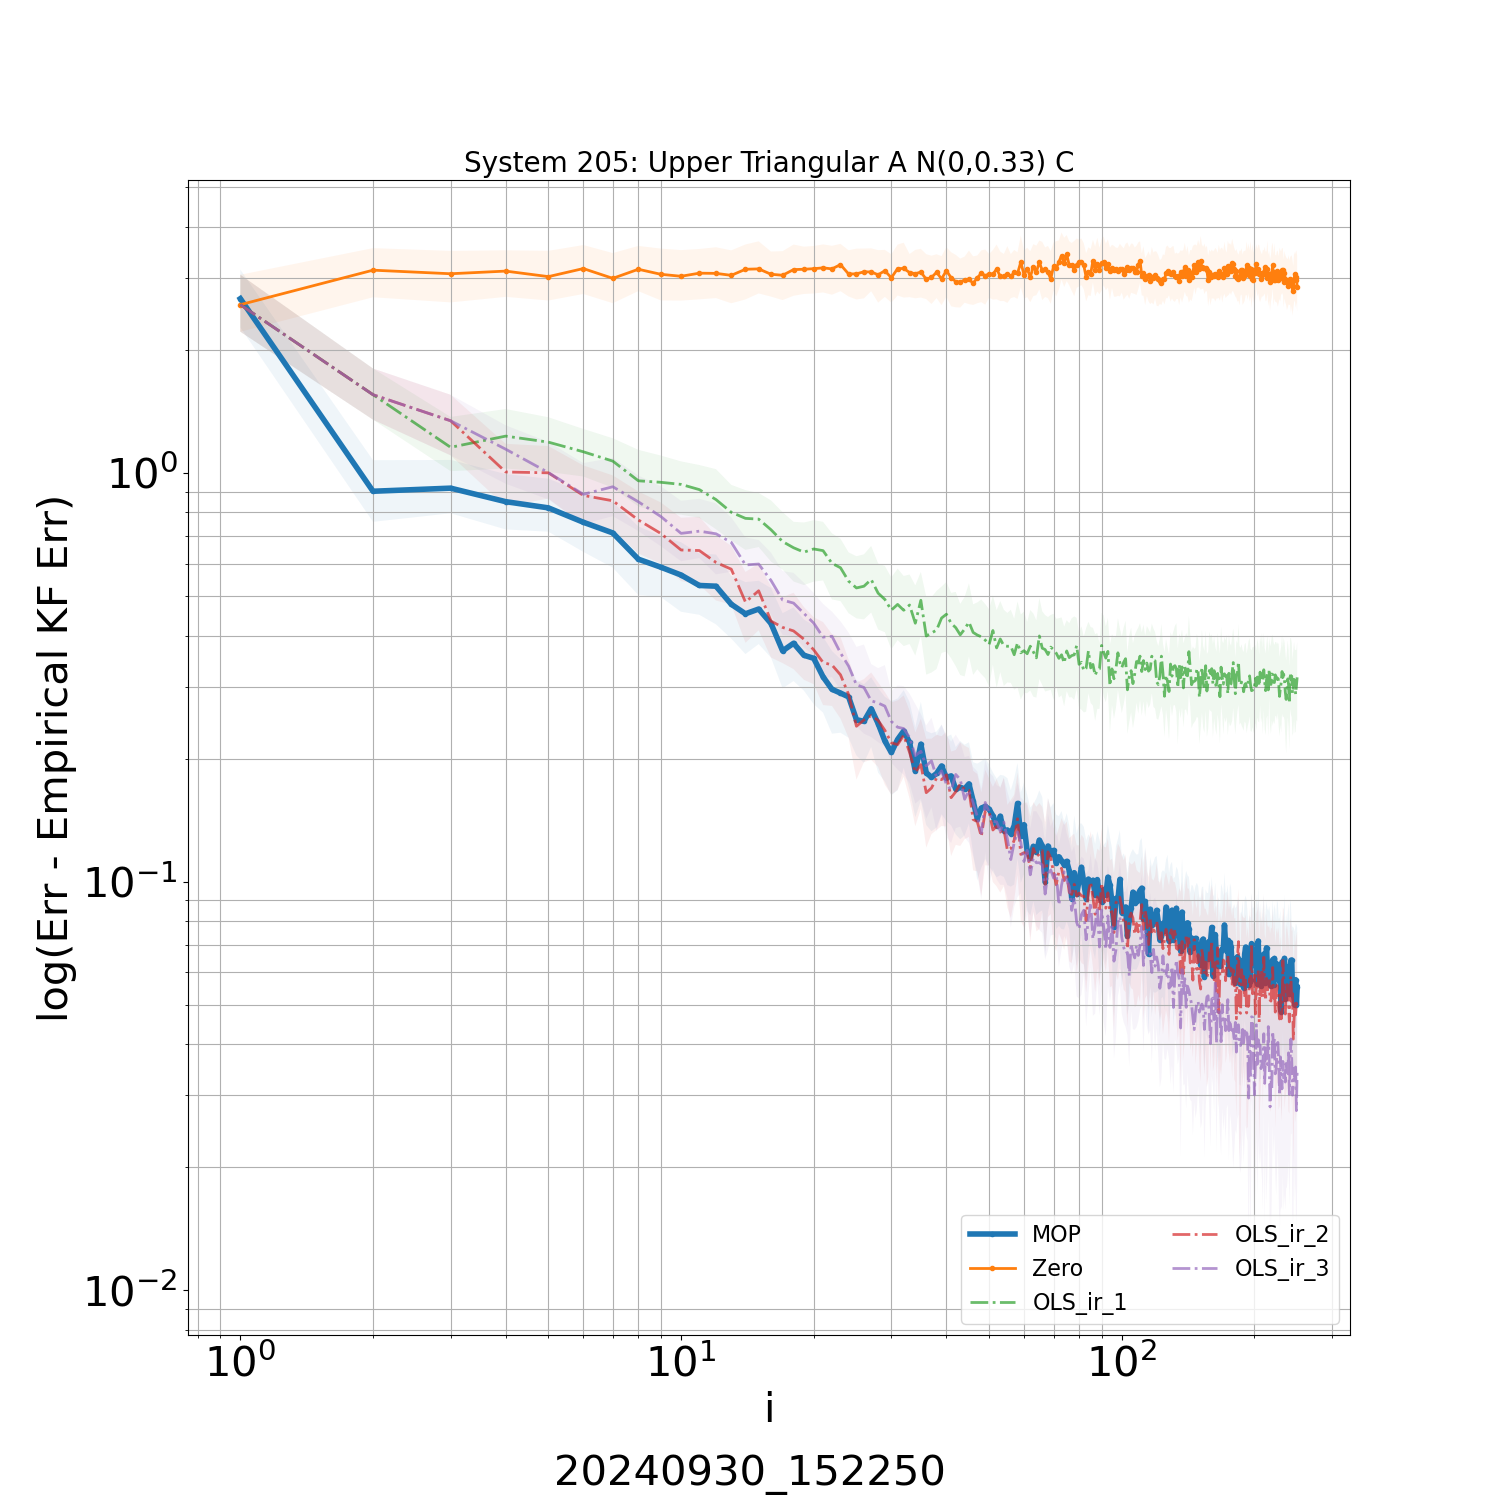 System 205: Upper Triangular A N(0,0.33) C
log(Err - Empirical KF Err)
10⁰
10⁻¹
10⁻²
10⁰ 10¹ 10²
i
20240930_152250
MOP
Zero
OLS_ir_1
OLS_ir_2
OLS_ir_3